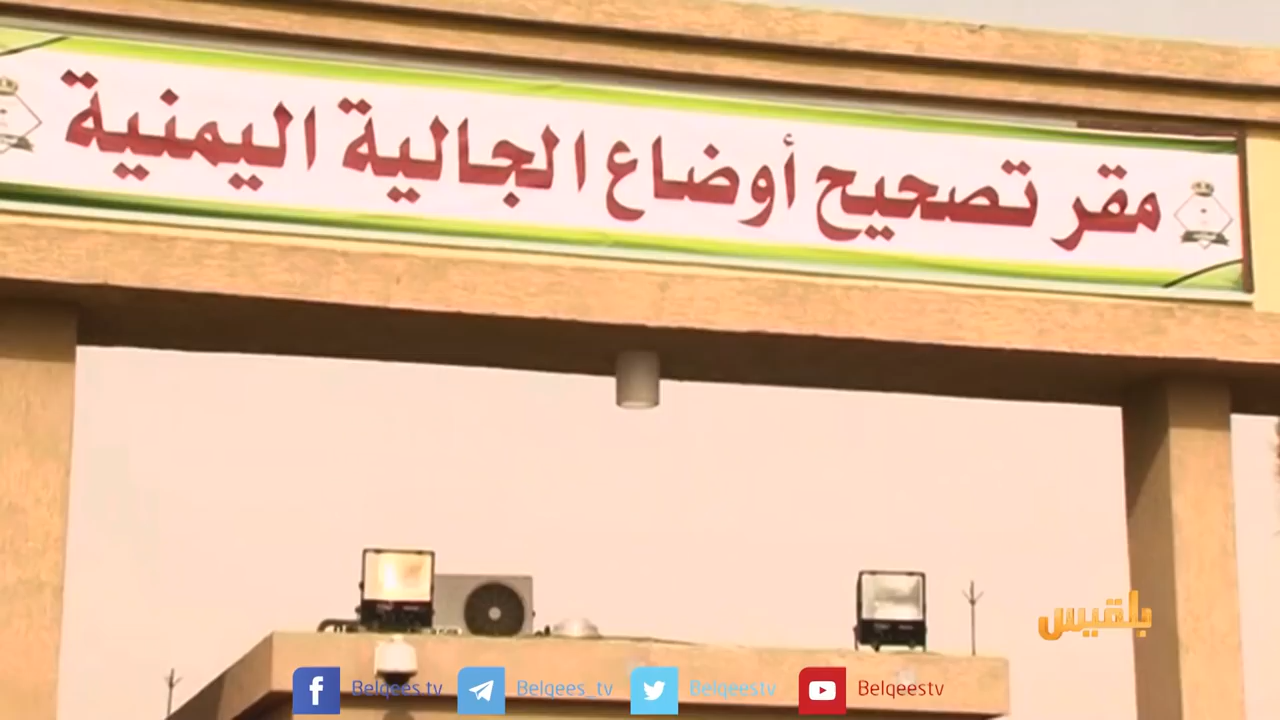 مقر تصحيح أوضاع الجالية اليمنية
بلقيس
Belqees.tv
Belqees_tv
Belqeestv
Belqeestv